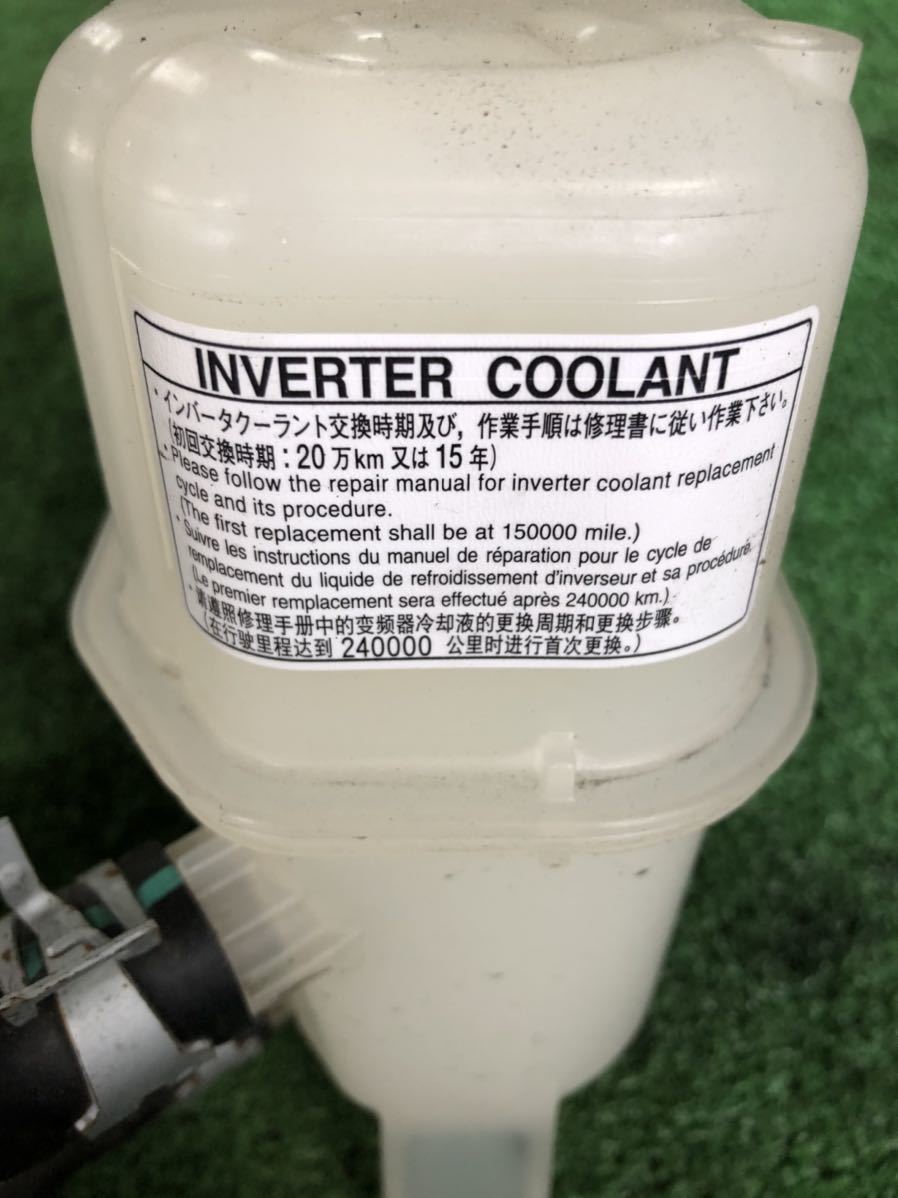 INVERTER COOLANT
・インバータクーラント交換時期及び，作業手順は修理書に従い作業下さい。
(初回交換時期：20万km又は15年)
・Please follow the repair manual for inverter coolant replacement
cycle and its procedure.
(The first replacement shall be at 150000 mile.)
・Suivre les instructions du manuel de réparation pour le cycle de
remplacement du liquide de refroidissement d'inverseur et sa procédure.
(Le premier remplacement sera effectué après 240000 km.)
・请遵照修理手册中的变频器冷却液的更换周期和更换步骤。
(在行驶里程达到 240000 公里时进行首次更换。)